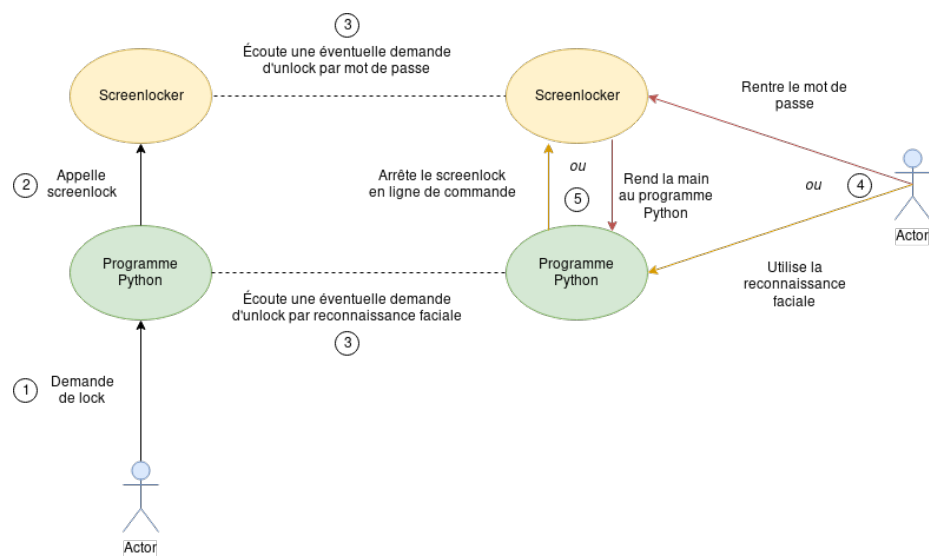 3
Écoute une éventuelle demande
d'unlock par mot de passe
Screenlocker
Screenlocker
Rentre le mot de
passe
2
Appelle
screenlock
Arrête le screenlock
en ligne de commande
ou
5
Rend la main
au programme
Python
ou
4
Actor
Programme
Python
Programme
Python
Utilise la
reconnaissance
faciale
Écoute une éventuelle demande
d'unlock par reconnaissance faciale
3
1
Demande
de lock
Actor